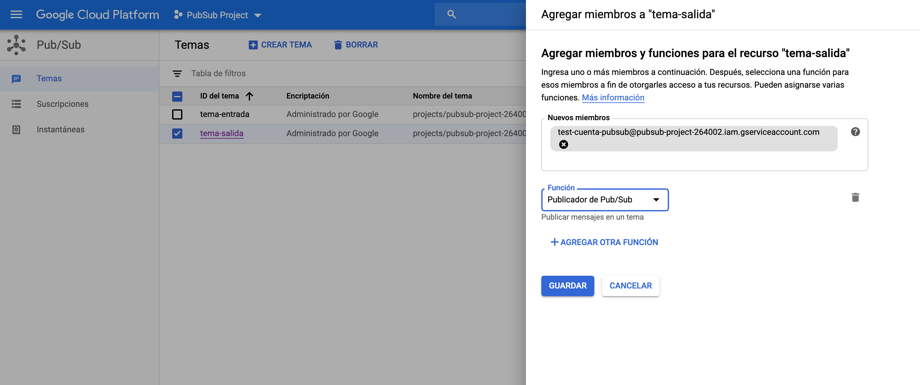 Google Cloud Platform
PubSub Project
Pub/Sub
Temas
Suscripciones
Instantáneas
Temas
CREAR TEMA
BORRAR
Tabla de filtros
ID del tema
Encriptación
Nombre del tema
tema-entrada
Administrado por Google
projects/pubsub-project-26400
tema-salida
Administrado por Google
projects/pubsub-project-26400
Agregar miembros a "tema-salida"
Agregar miembros y funciones para el recurso "tema-salida"
Ingresa uno o más miembros a continuación. Después, selecciona una función para
esos miembros a fin de otorgarles acceso a tus recursos. Pueden asignarse varias
funciones. Más información
Nuevos miembros
test-cuenta-pubsub@pubsub-project-264002.iam.gserviceaccount.com
Función
Publicador de Pub/Sub
Publicar mensajes en un tema
AGREGAR OTRA FUNCIÓN
GUARDAR
CANCELAR